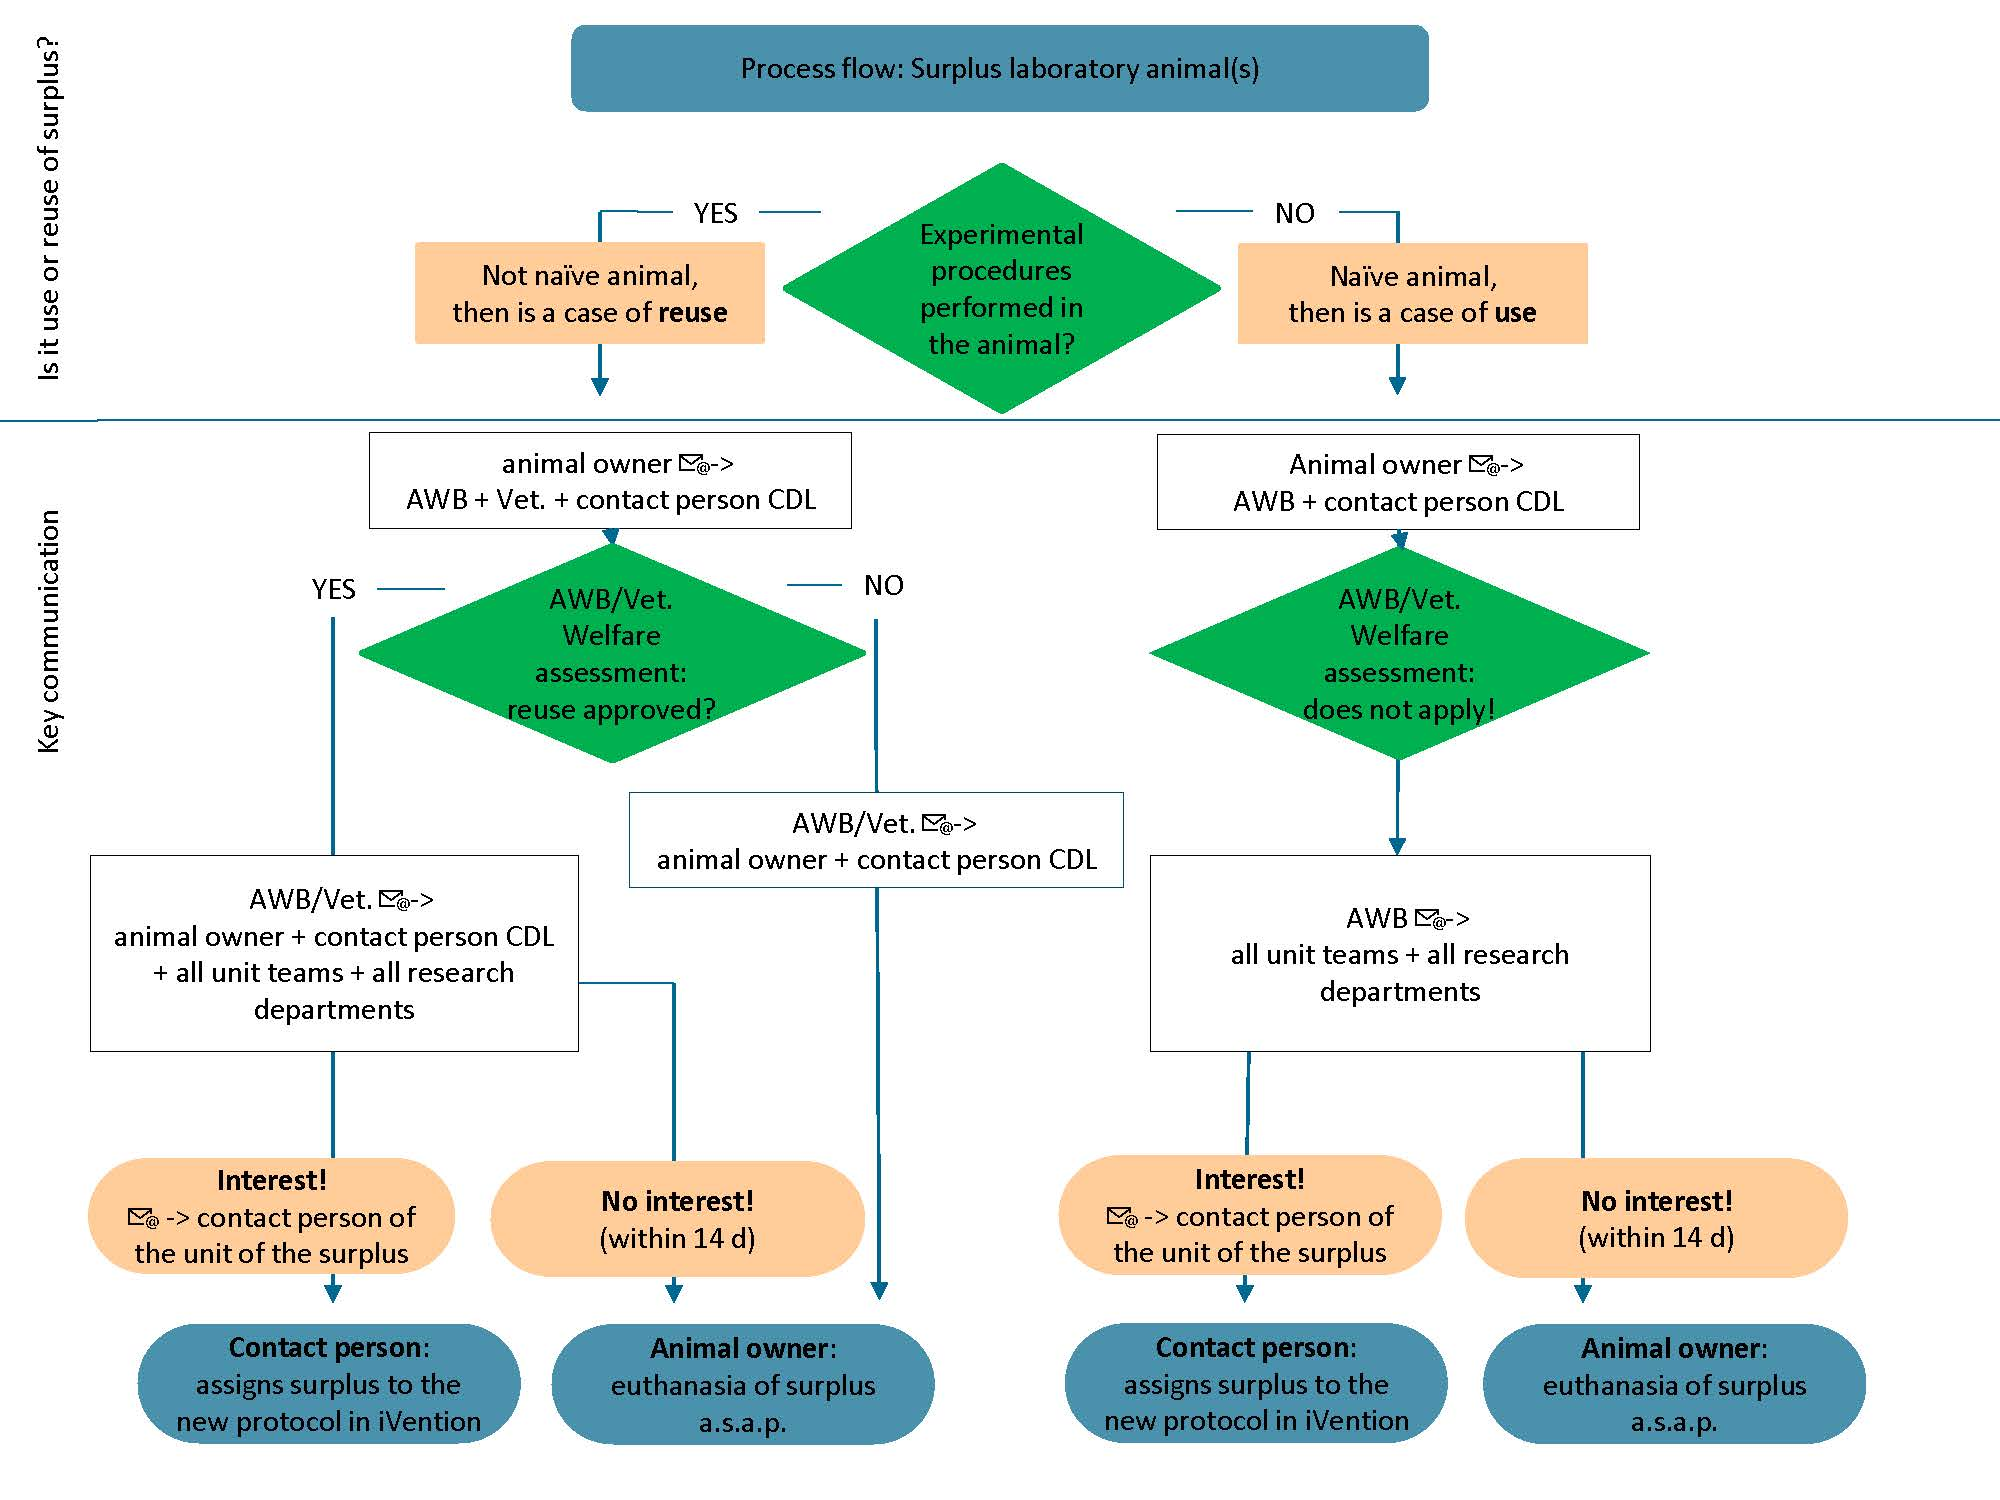 Process flow: Surplus laboratory animal(s)
Is it use or reuse of surplus?
YES
NO
Experimental
procedures
performed in
the animal?
Not naïve animal,
then is a case of reuse
Naïve animal,
then is a case of use
Key communication
animal owner @->
AWB + Vet. + contact person CDL
Animal owner @->
AWB + contact person CDL
YES
NO
AWB/Vet.
Welfare
assessment:
reuse approved?
AWB/Vet.
Welfare
assessment:
does not apply!
AWB/Vet. @->
animal owner + contact person CDL
AWB/Vet. @->
animal owner + contact person CDL
+ all unit teams + all research
departments
AWB @->
all unit teams + all research
departments
Interest!
@ -> contact person of
the unit of the surplus
No interest!
(within 14 d)
Interest!
@ -> contact person of
the unit of the surplus
No interest!
(within 14 d)
Contact person:
assigns surplus to the
new protocol in iVention
Animal owner:
euthanasia of surplus
a.s.a.p.
Contact person:
assigns surplus to the
new protocol in iVention
Animal owner:
euthanasia of surplus
a.s.a.p.